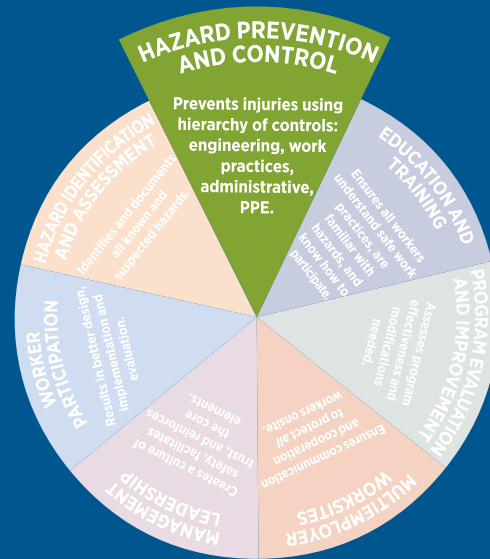 HAZARD PREVENTION
AND CONTROL
Prevents injuries using
hierarchy of controls:
engineering, work
practices,
administrative,
PPE.
EDUCATION AND
TRAINING
Ensures all workers
understand safe work
practices, are
familiar with
hazards, and
know how to
participate.
PROGRAM EVALUATION
AND IMPROVEMENT
Assesses program
effectiveness and
modifications
needed.
MULTIEMPLOYER
WORKSITES
Ensures communication
and cooperation
to protect all
workers onsite.
MANAGEMENT
LEADERSHIP
Creates a culture of
safety, facilitates
trust, and reinforces
the core
elements.
WORKER
PARTICIPATION
Results in better design,
implementation and
evaluation.
HAZARD IDENTIFICATION
AND ASSESSMENT
Identifies and documents
all known and
suspected hazards.